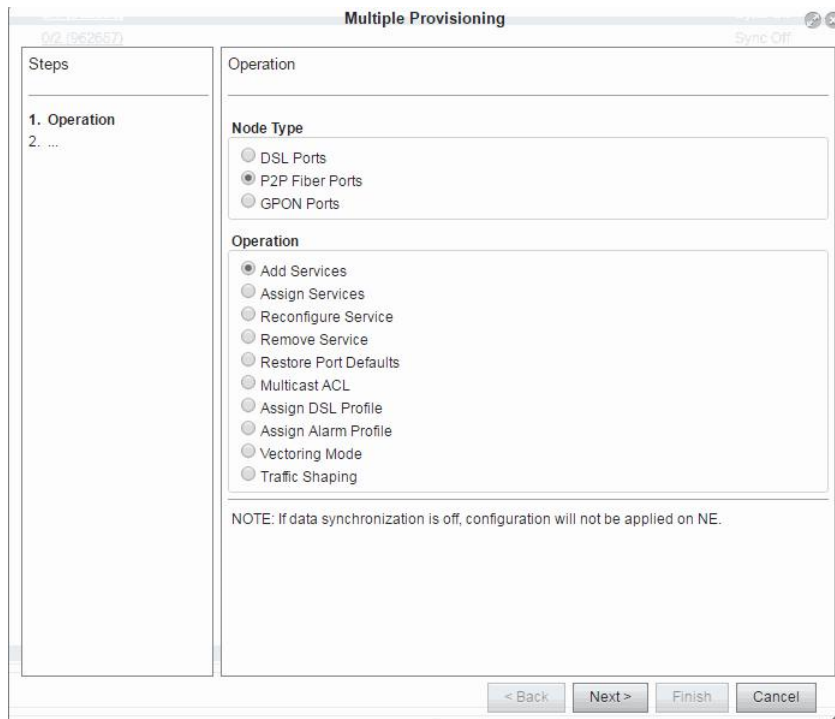 Multiple Provisioning
0/2 (962657)
Sync Off
Steps
1. Operation
2. ...
Operation
Node Type
DSL Ports
P2P Fiber Ports
GPON Ports
Operation
Add Services
Assign Services
Reconfigure Service
Remove Service
Restore Port Defaults
Multicast ACL
Assign DSL Profile
Assign Alarm Profile
Vectoring Mode
Traffic Shaping
NOTE: If data synchronization is off, configuration will not be applied on NE.
< Back
Next >
Finish
Cancel